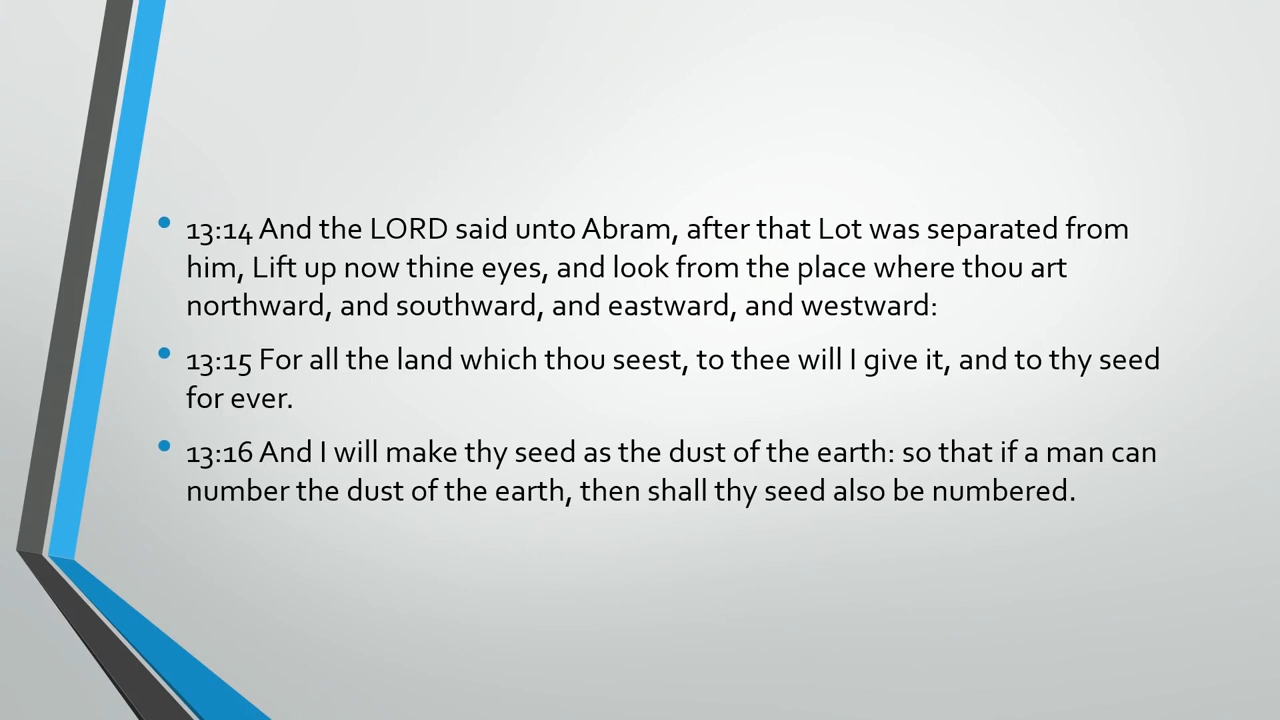 • 13:14 And the LORD said unto Abram, after that Lot was separated from
him, Lift up now thine eyes, and look from the place where thou art
northward, and southward, and eastward, and westward:
• 13:15 For all the land which thou seest, to thee will I give it, and to thy seed
for ever.
• 13:16 And I will make thy seed as the dust of the earth: so that if a man can
number the dust of the earth, then shall thy seed also be numbered.